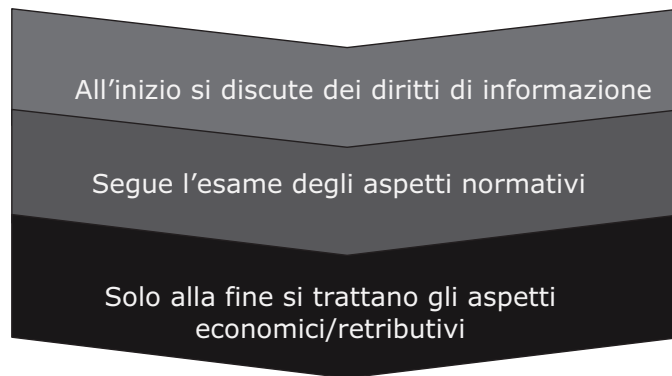 All’inizio si discute dei diritti di informazione
Segue l’esame degli aspetti normativi
Solo alla fine si trattano gli aspetti
economici/retributivi